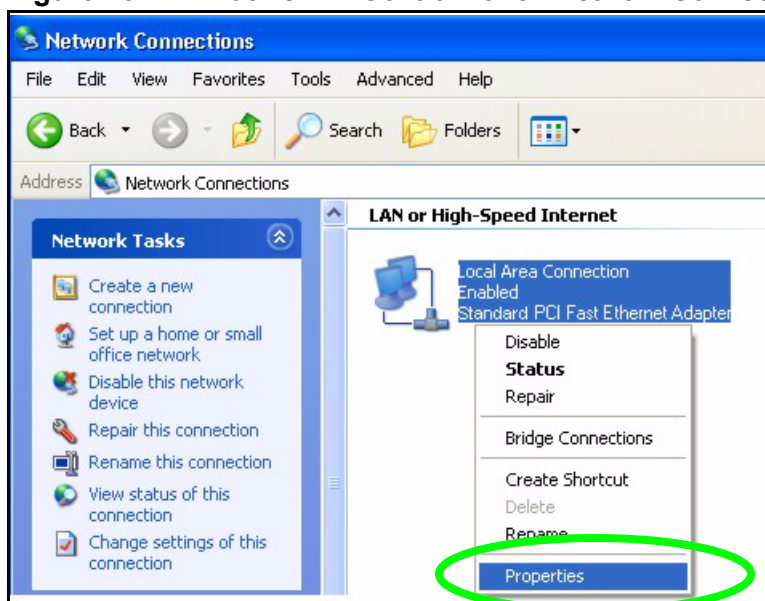 Network Connections
File Edit View Favorites Tools Advanced Help
Back Search Folders
Address Network Connections
Network Tasks
Create a new
connection
Set up a home or small
office network
Disable this network
device
Repair this connection
Rename this connection
View status of this
connection
Change settings of this
connection
LAN or High-Speed Internet
Local Area Connection
Enabled
Standard PCI Fast Ethernet Adapter
Disable
Status
Repair
Bridge Connections
Create Shortcut
Delete
Rename
Properties